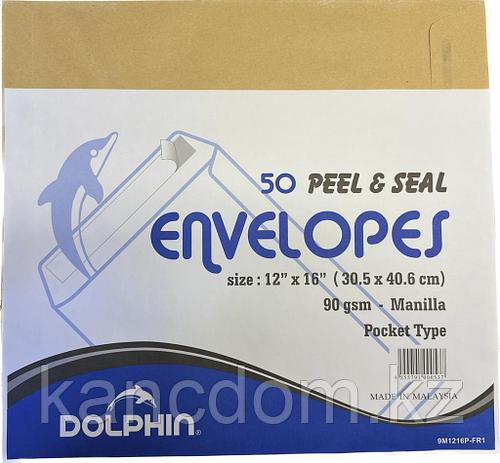 50 PEEL & SEAL
ENVELOPES
size : 12" x 16" ( 30.5 x 40.6 cm)
90 gsm - Manilla
Pocket Type
MADE IN MALAYSIA
kancdom.kz
DOLPHIN®
9M1216P-FR1